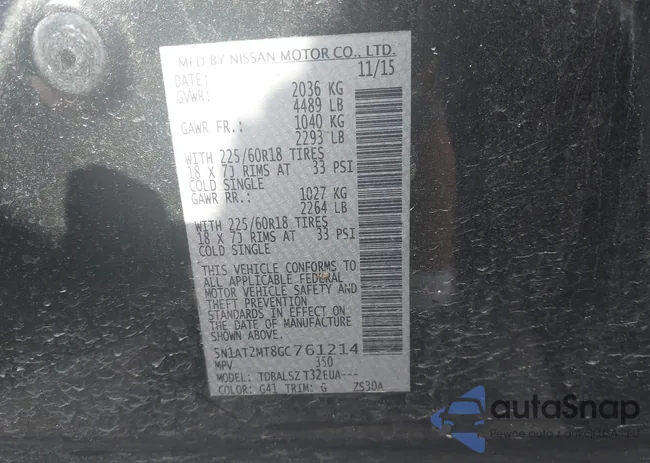 MFD BY NISSAN MOTOR CO., LTD.
DATE: 11/15
GVWR: 2036 KG
4489 LB
GAWR FR.: 1040 KG
2293 LB
WITH 225/60R18 TIRES
18 X 7J RIMS AT 33 PSI
COLD SINGLE
GAWR RR.: 1027 KG
2264 LB
WITH 225/60R18 TIRES
18 X 7J RIMS AT 33 PSI
COLD SINGLE
THIS VEHICLE CONFORMS TO
ALL APPLICABLE FEDERAL
MOTOR VEHICLE SAFETY AND
THEFT PREVENTION
STANDARDS IN EFFECT ON
THE DATE OF MANUFACTURE
SHOWN ABOVE.
5N1AT2MT8GC761214
MPV 350
MODEL: TDBALSZ T32EUA---
COLOR: G41 TRIM: G ZS30A
autoSnap
Pewne auto z